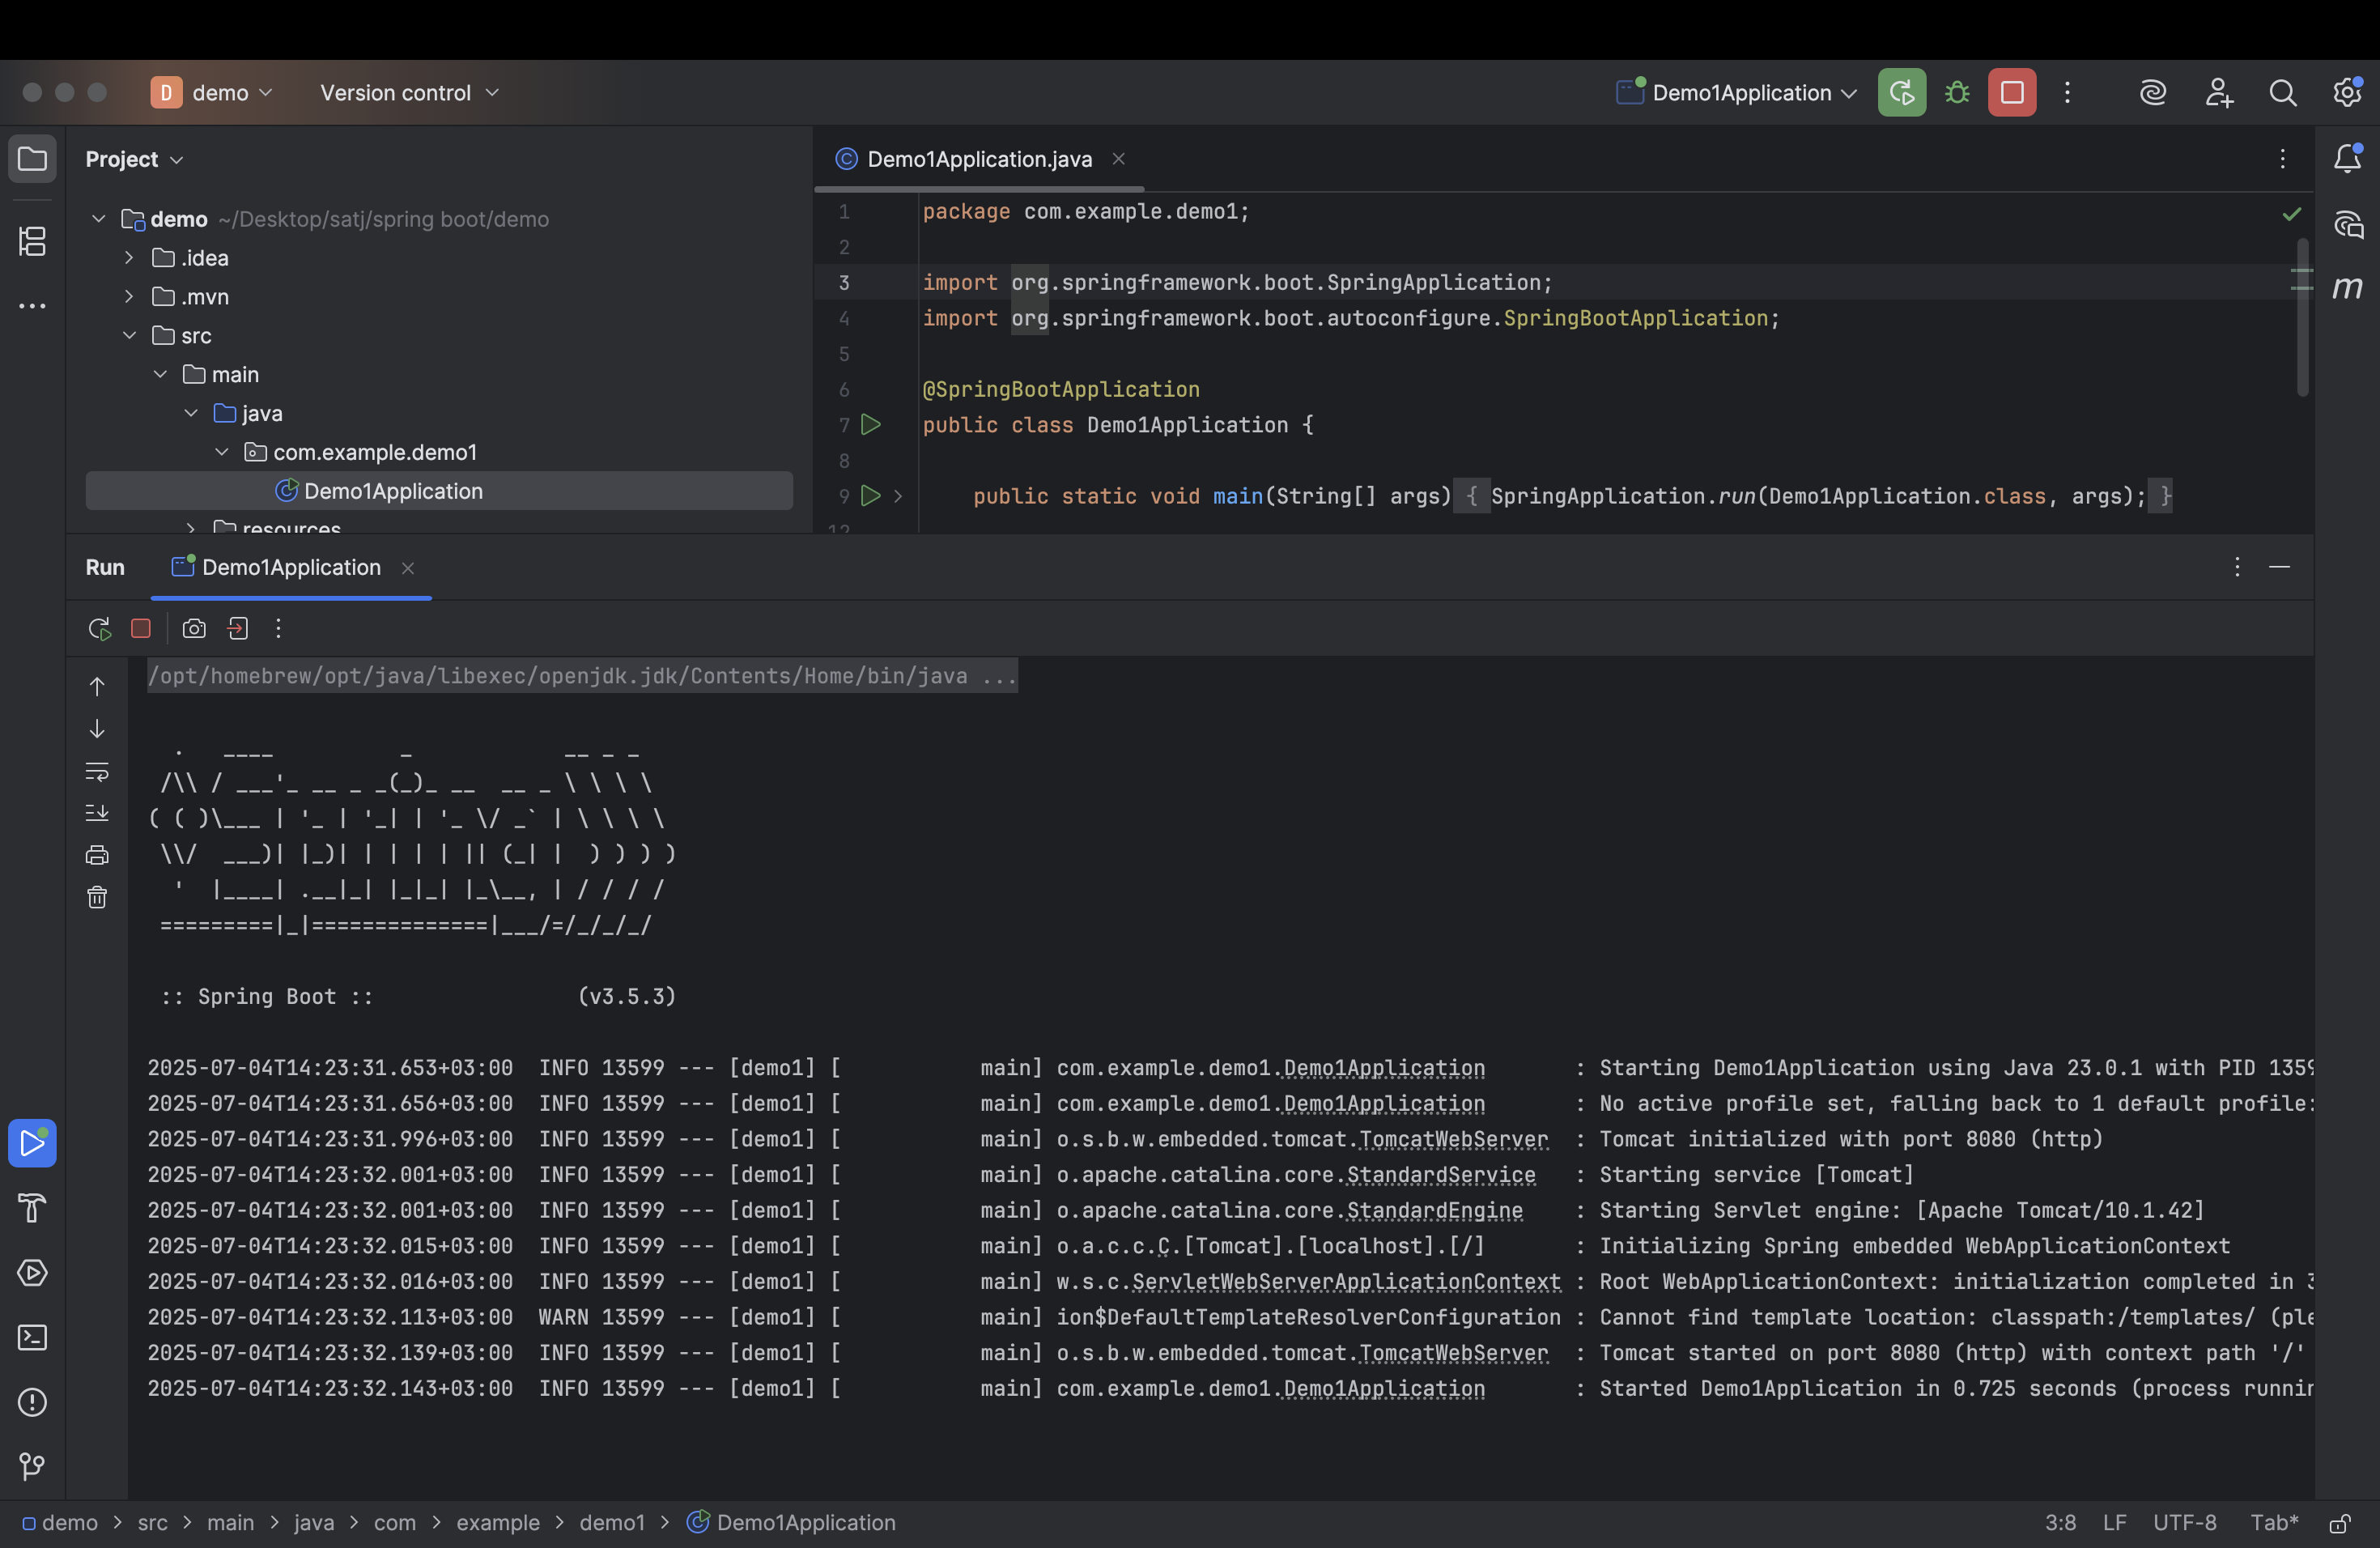 D demo Version control Demo1Application
Project
demo ~/Desktop/satj/spring boot/demo
.idea
.mvn
src
main
java
com.example.demo1
Demo1Application
resources
Demo1Application.java
1 package com.example.demo1;
2
3 import org.springframework.boot.SpringApplication;
4 import org.springframework.boot.autoconfigure.SpringBootApplication;
5
6 @SpringBootApplication
7 public class Demo1Application {
8
9 public static void main(String[] args) { SpringApplication.run(Demo1Application.class, args); }
12
m
Run Demo1Application
/opt/homebrew/opt/java/libexec/openjdk.jdk/Contents/Home/bin/java ...
  .   ____          _            __ _ _
 /\\ / ___'_ __ _ _(_)_ __  __ _ \ \ \ \
( ( )\___ | '_ | '_| | '_ \/ _` | \ \ \ \
 \\/  ___)| |_)| | | | | || (_| |  ) ) ) )
  '  |____| .__|_| |_|_| |_\__, | / / / /
 =========|_|==============|___/=/_/_/_/
:: Spring Boot :: (v3.5.3)
2025-07-04T14:23:31.653+03:00  INFO 13599 --- [demo1] [           main] com.example.demo1.Demo1Application       : Starting Demo1Application using Java 23.0.1 with PID 1359
2025-07-04T14:23:31.656+03:00  INFO 13599 --- [demo1] [           main] com.example.demo1.Demo1Application       : No active profile set, falling back to 1 default profile:
2025-07-04T14:23:31.996+03:00  INFO 13599 --- [demo1] [           main] o.s.b.w.embedded.tomcat.TomcatWebServer  : Tomcat initialized with port 8080 (http)
2025-07-04T14:23:32.001+03:00  INFO 13599 --- [demo1] [           main] o.apache.catalina.core.StandardService   : Starting service [Tomcat]
2025-07-04T14:23:32.001+03:00  INFO 13599 --- [demo1] [           main] o.apache.catalina.core.StandardEngine    : Starting Servlet engine: [Apache Tomcat/10.1.42]
2025-07-04T14:23:32.015+03:00  INFO 13599 --- [demo1] [           main] o.a.c.c.C.[Tomcat].[localhost].[/]       : Initializing Spring embedded WebApplicationContext
2025-07-04T14:23:32.016+03:00  INFO 13599 --- [demo1] [           main] w.s.c.ServletWebServerApplicationContext : Root WebApplicationContext: initialization completed in 3
2025-07-04T14:23:32.113+03:00  WARN 13599 --- [demo1] [           main] ion$DefaultTemplateResolverConfiguration : Cannot find template location: classpath:/templates/ (ple
2025-07-04T14:23:32.139+03:00  INFO 13599 --- [demo1] [           main] o.s.b.w.embedded.tomcat.TomcatWebServer  : Tomcat started on port 8080 (http) with context path '/'
2025-07-04T14:23:32.143+03:00  INFO 13599 --- [demo1] [           main] com.example.demo1.Demo1Application       : Started Demo1Application in 0.725 seconds (process runnin
demo > src > main > java > com > example > demo1 > Demo1Application 3:8 LF UTF-8 Tab*